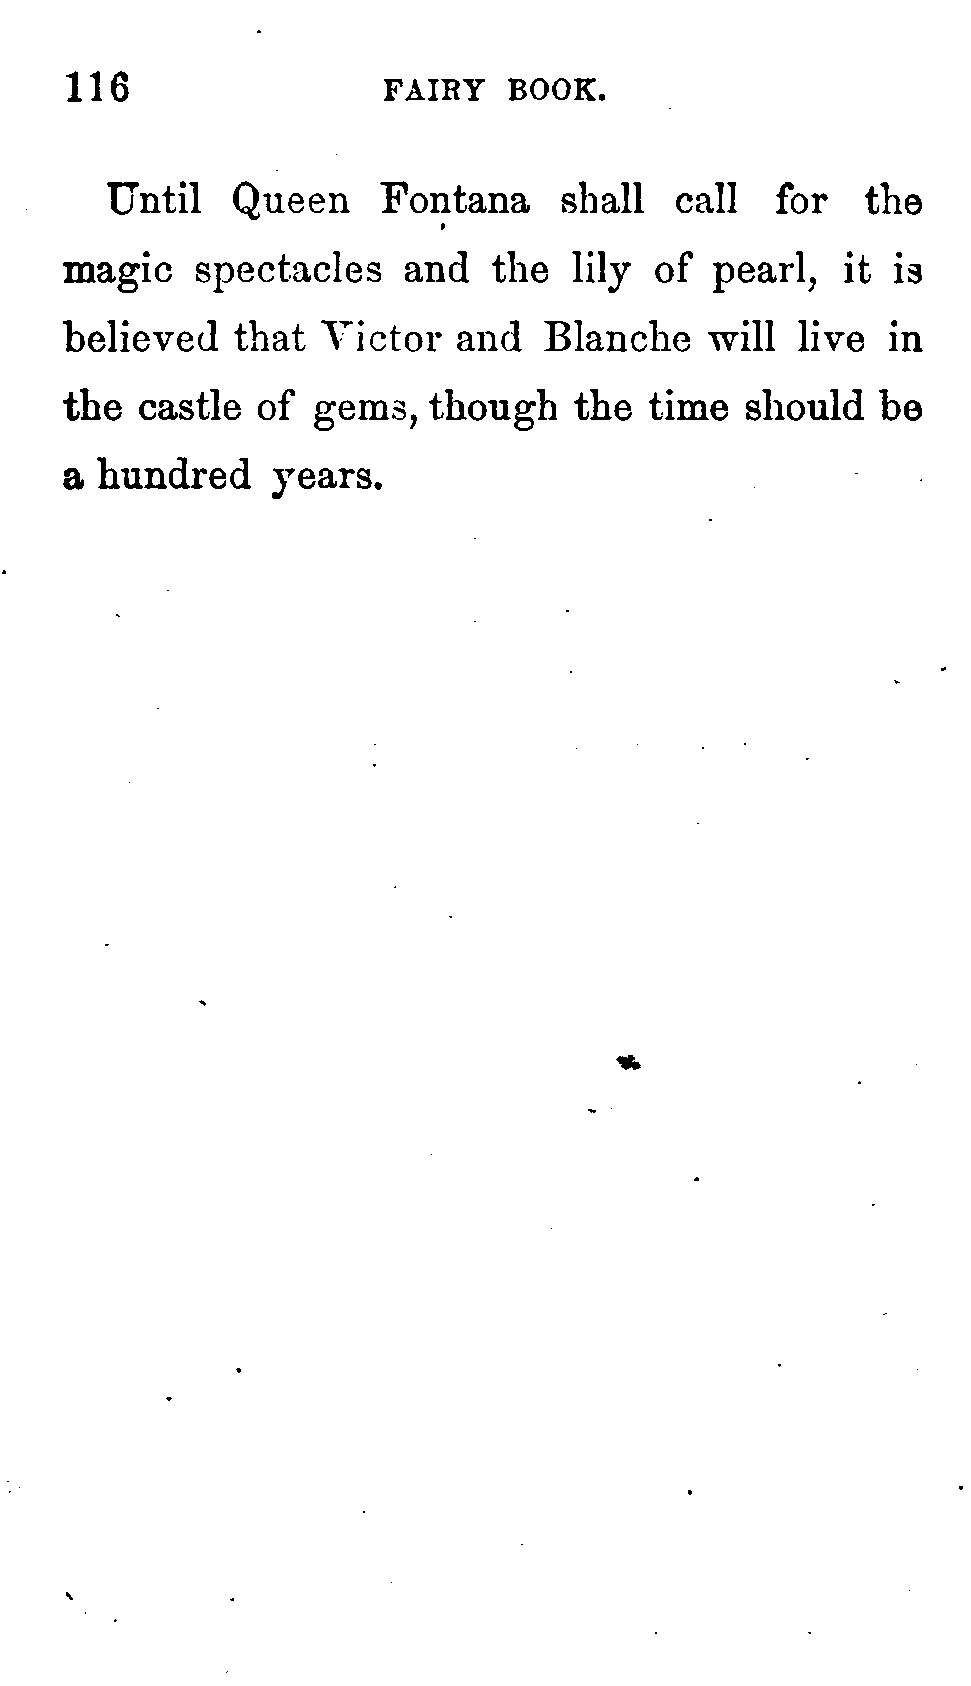 116 FAIRY BOOK.
Until Queen Fontana shall call for the
magic spectacles and the lily of pearl, it is
believed that Victor and Blanche will live in
the castle of gems, though the time should be
a hundred years.